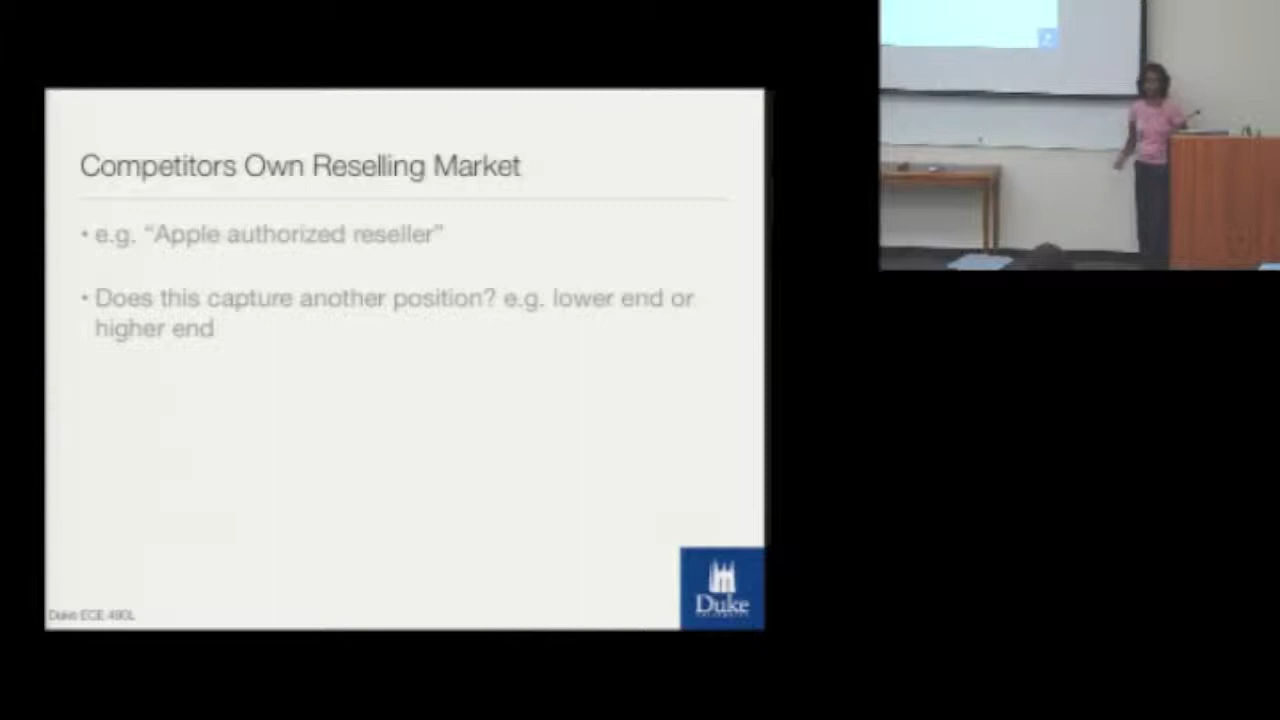 Competitors Own Reselling Market
• e.g. “Apple authorized reseller”
• Does this capture another position? e.g. lower end or
higher end
Duke
Duke ECE 490L